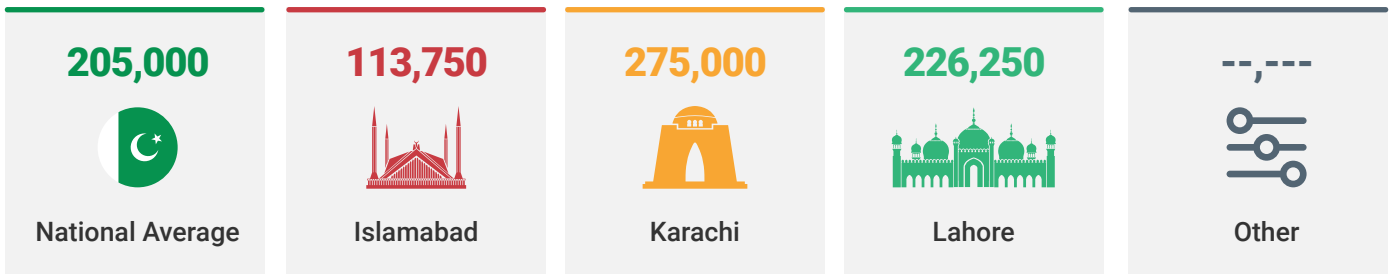 205,000
National Average
113,750
Islamabad
275,000
Karachi
226,250
Lahore
--,---
Other